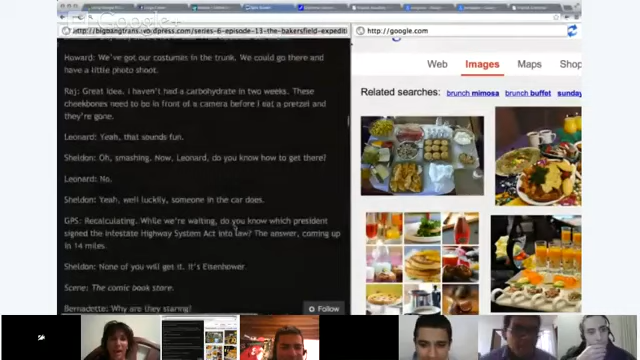 http://bigbangtrans.wordpress.com/series-6-episode-13-the-bakersfield-expediti
http://google.com
Howard: We've got our costumes in the trunk. We could go there and
have a little photo shoot.
Raj: Great idea. I haven't had a carbohydrate in two weeks. These
cheekbones need to be in front of a camera before I eat a pretzel and
they're gone.
Leonard: Yeah, that sounds fun.
Sheldon: Oh, smashing. Now, Leonard, do you know how to get there?
Leonard: No.
Sheldon: Yeah, well luckily, someone in the car does.
GPS: Recalculating. While we're waiting, do you know which president
signed the Interstate Highway System Act into law? The answer, coming up
in 14 miles.
Sheldon: None of you will get it. It's Eisenhower.
Scene: The comic book store.
Bernadette: Why are they staring?
Follow
Web Images Maps Shop
Related searches: brunch mimosa brunch buffet sunday